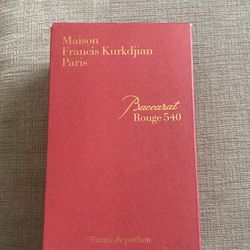 Maison
Francis Kurkdjian
Paris
Baccarat
Rouge 540
Extrait de parfum